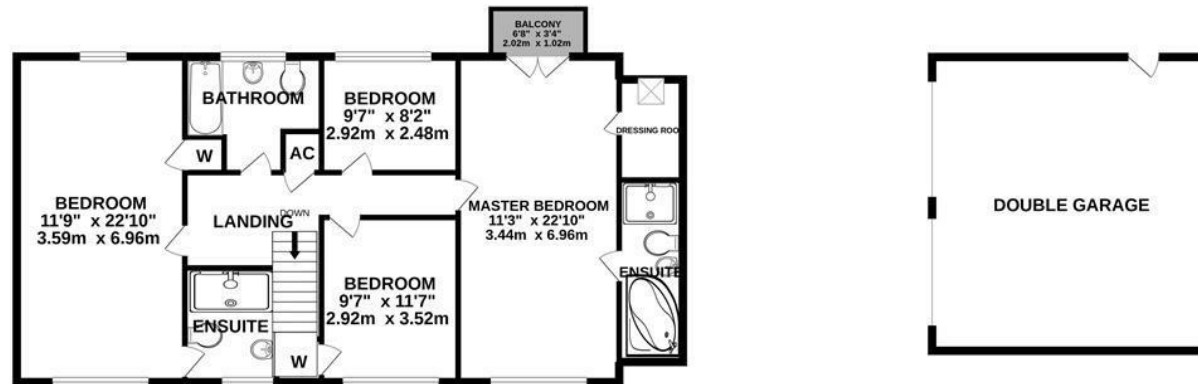 BALCONY
6'8" x 3'4"
2.02m x 1.02m
BATHROOM
BEDROOM
9'7" x 8'2"
2.92m x 2.48m
DRESSING ROO
W
AC
BEDROOM
11'9" x 22'10"
3.59m x 6.96m
LANDING
DOWN
MASTER BEDROOM
11'3" x 22'10"
3.44m x 6.96m
DOUBLE GARAGE
ENSUITE
BEDROOM
9'7" x 11'7"
2.92m x 3.52m
ENSUITE
W